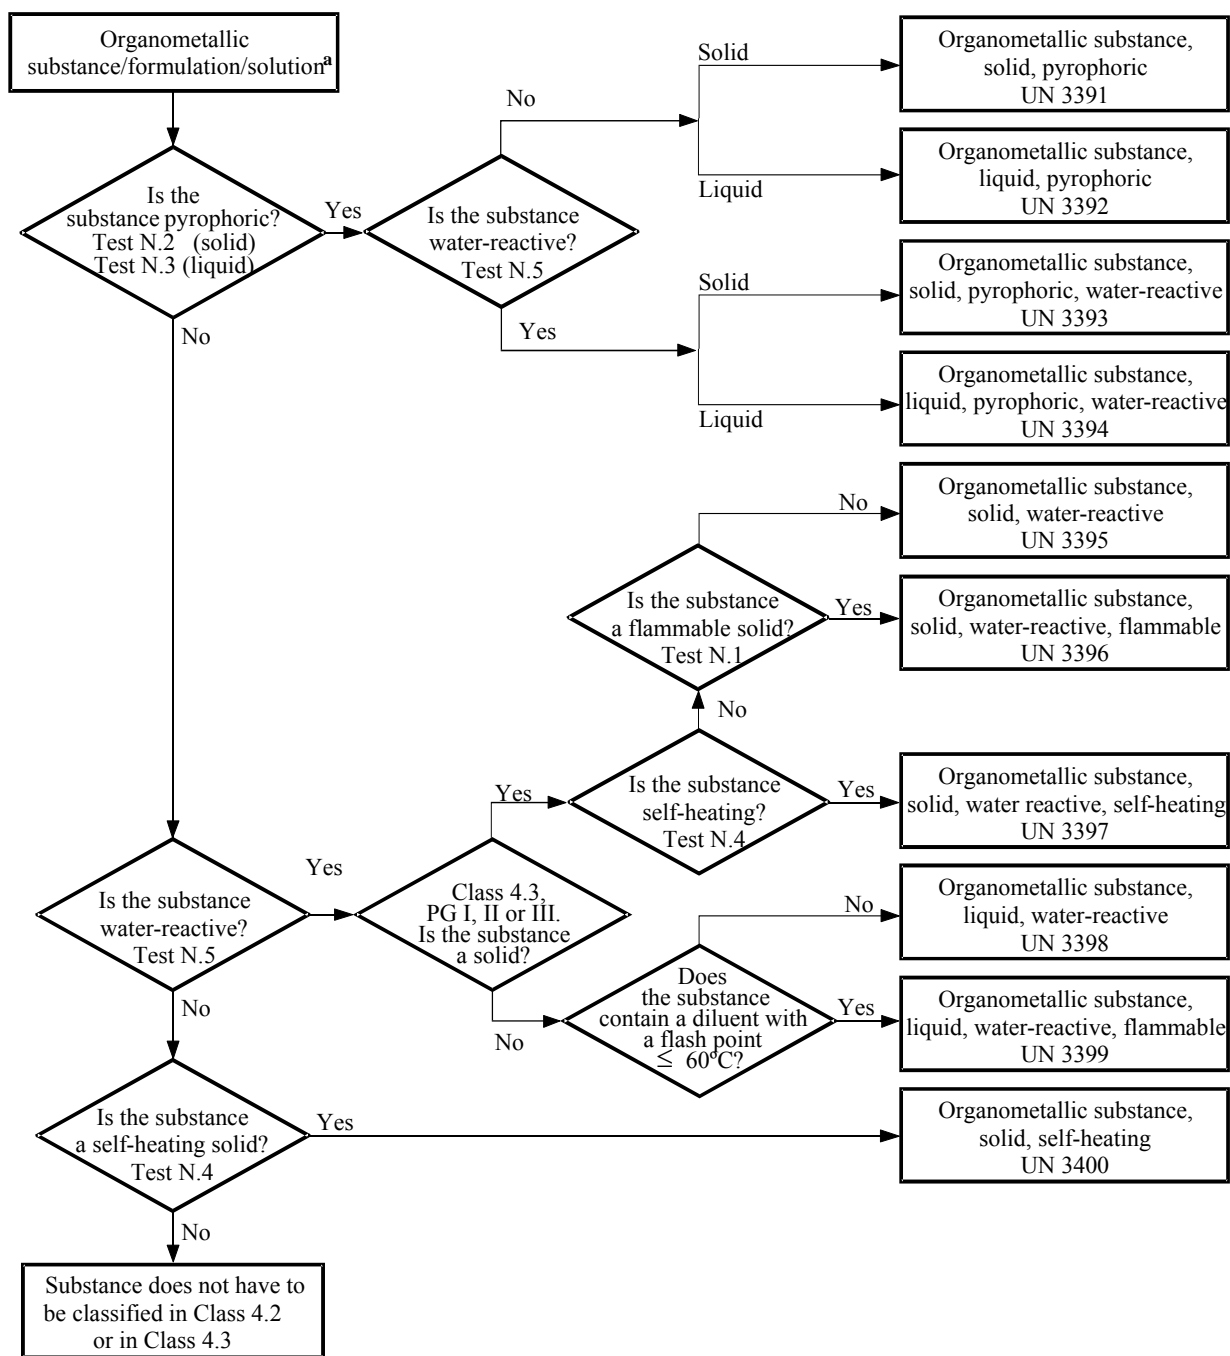 Organometallic
substance/formulation/solutionᵃ
Solid
Organometallic substance,
solid, pyrophoric
UN 3391
No
Is the
substance pyrophoric?
Test N.2 (solid)
Test N.3 (liquid)
Yes
Is the substance
water-reactive?
Test N.5
Liquid
Organometallic substance,
liquid, pyrophoric
UN 3392
Solid
Organometallic substance,
solid, pyrophoric, water-reactive
UN 3393
No
Yes
Liquid
Organometallic substance,
liquid, pyrophoric, water-reactive
UN 3394
No
Organometallic substance,
solid, water-reactive
UN 3395
Is the substance
a flammable solid?
Test N.1
Yes
Organometallic substance,
solid, water-reactive, flammable
UN 3396
No
Yes
Is the substance
self-heating?
Test N.4
Yes
Organometallic substance,
solid, water reactive, self-heating
UN 3397
Is the substance
water-reactive?
Test N.5
Yes
Class 4.3,
PG I, II or III.
Is the substance
a solid?
No
Organometallic substance,
liquid, water-reactive
UN 3398
No
No
Does
the substance
contain a diluent with
a flash point
≤ 60ºC?
Yes
Organometallic substance,
liquid, water-reactive, flammable
UN 3399
Is the substance
a self-heating solid?
Test N.4
Yes
Organometallic substance,
solid, self-heating
UN 3400
No
Substance does not have to
be classified in Class 4.2
or in Class 4.3